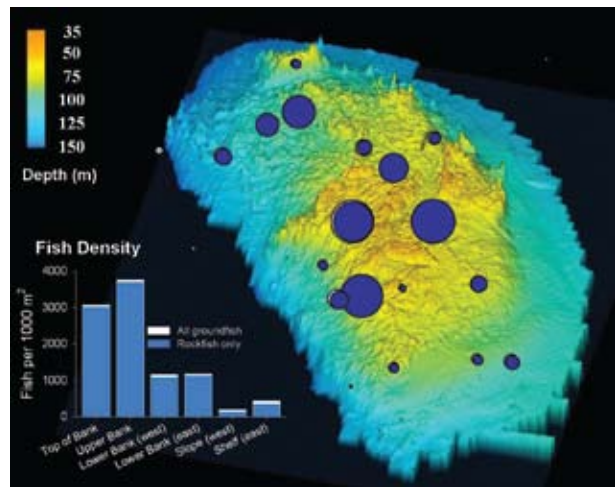 35
50
75
100
125
150
Depth (m)
Fish Density
4000
3000
2000
1000
0
Fish per 1000 m²
All groundfish
Rockfish only
Top of Bank
Upper Bank
Lower Bank (west)
Lower Bank (east)
Slope (west)
Shelf (east)